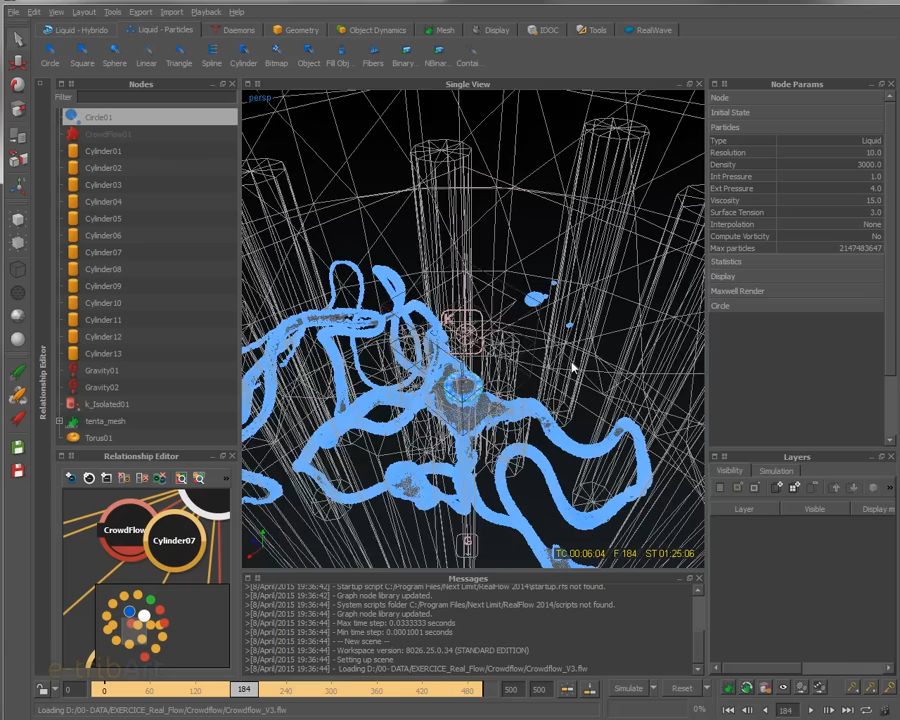 File Edit View Layout Tools Export Import Playback Help
Liquid - Hybrido Liquid - Particles Daemons Geometry Object Dynamics Mesh Display IDOC Tools RealWave
Circle Square Sphere Linear Triangle Spline Cylinder Bitmap Object Fill Obj... Fibers Binary... NBinar... Contai...
Nodes
Filter
Circle01
CrowdFlow01
Cylinder01
Cylinder02
Cylinder03
Cylinder04
Cylinder05
Cylinder06
Cylinder07
Cylinder08
Cylinder09
Cylinder10
Cylinder11
Cylinder12
Cylinder13
Gravity01
Gravity02
k_Isolated01
tenta_mesh
Torus01
Relationship Editor
Relationship Editor
»
CrowdFlow
Cylinder07
e-tribArt
Single View
persp
K
G
TC 00:06:04 F 184 ST 01:25:06
Messages
>[8/April/2015 19:36:42] - Startup script C:/Program Files/Next Limit/RealFlow 2014/startup.rfs not found.
>[8/April/2015 19:36:42] - Graph node library updated.
>[8/April/2015 19:36:44] - System scripts folder C:/Program Files/Next Limit/RealFlow 2014/scripts not found.
>[8/April/2015 19:36:44] - Graph node library updated.
>[8/April/2015 19:36:44] - Max time step: 0.0333333 seconds
>[8/April/2015 19:36:44] - Min time step: 0.0001001 seconds
>[8/April/2015 19:36:44] - -- New scene --
>[8/April/2015 19:36:44] - Workspace version: 8026.25.0.34 (STANDARD EDITION)
>[8/April/2015 19:36:44] - Setting up scene
>[8/April/2015 19:36:44] - Loading D:/00- DATA/EXERCICE_Real_Flow/Crowdflow/Crowdflow_V3.flw
Node Params
Node
Initial State
Particles
Type Liquid
Resolution 10.0
Density 3000.0
Int Pressure 1.0
Ext Pressure 4.0
Viscosity 15.0
Surface Tension 3.0
Interpolation None
Compute Vorticity No
Max particles 2147483647
Statistics
Display
Maxwell Render
Circle
Layers
Visibility Simulation
»
Layer Visible Display m
0 0 60 120 184 240 300 360 420 480 500 500 Simulate Reset
0% 184
Loading D:/00- DATA/EXERCICE_Real_Flow/Crowdflow/Crowdflow_V3.flw